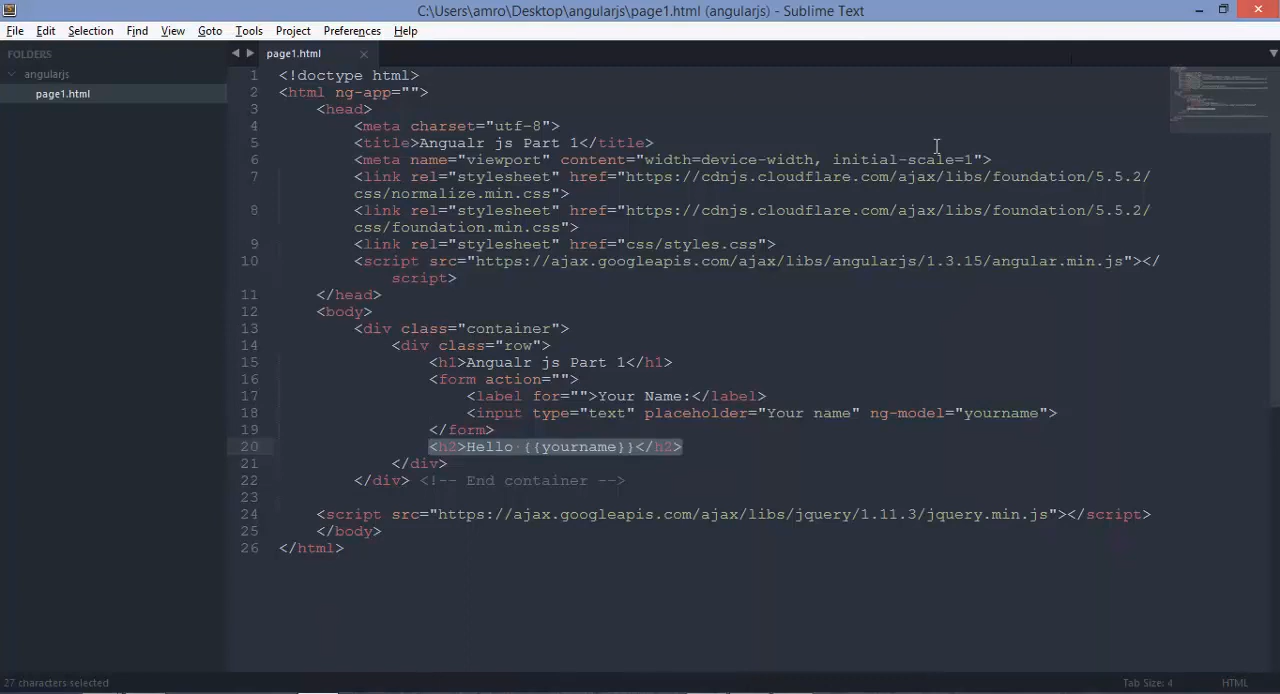 C:\Users\amro\Desktop\angularjs\page1.html (angularjs) - Sublime Text
File Edit Selection Find View Goto Tools Project Preferences Help
FOLDERS
angularjs
page1.html
page1.html
1 <!doctype html>
2 <html ng-app="">
3 <head>
4 <meta charset="utf-8">
5 <title>Angualr js Part 1</title>
6 <meta name="viewport" content="width=device-width, initial-scale=1">
7 <link rel="stylesheet" href="https://cdnjs.cloudflare.com/ajax/libs/foundation/5.5.2/
css/normalize.min.css">
8 <link rel="stylesheet" href="https://cdnjs.cloudflare.com/ajax/libs/foundation/5.5.2/
css/foundation.min.css">
9 <link rel="stylesheet" href="css/styles.css">
10 <script src="https://ajax.googleapis.com/ajax/libs/angularjs/1.3.15/angular.min.js"></
script>
11 </head>
12 <body>
13 <div class="container">
14 <div class="row">
15 <h1>Angualr js Part 1</h1>
16 <form action="">
17 <label for="">Your Name:</label>
18 <input type="text" placeholder="Your name" ng-model="yourname">
19 </form>
20 <h2>Hello·{{yourname}}</h2>
21 </div>
22 </div> <!-- End container -->
23
24 <script src="https://ajax.googleapis.com/ajax/libs/jquery/1.11.3/jquery.min.js"></script>
25 </body>
26 </html>
27 characters selected
Tab Size: 4
HTML